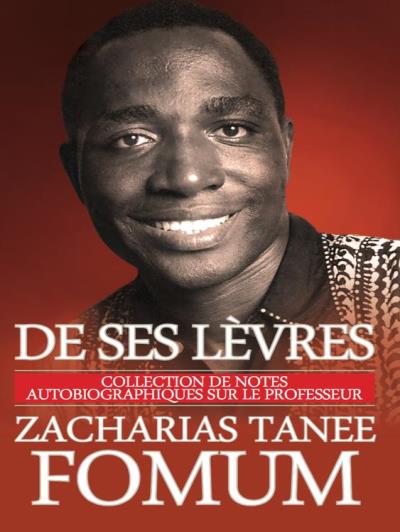 DE SES LÈVRES
COLLECTION DE NOTES
AUTOBIOGRAPHIQUES SUR LE PROFESSEUR
ZACHARIAS TANEE
FOMUM